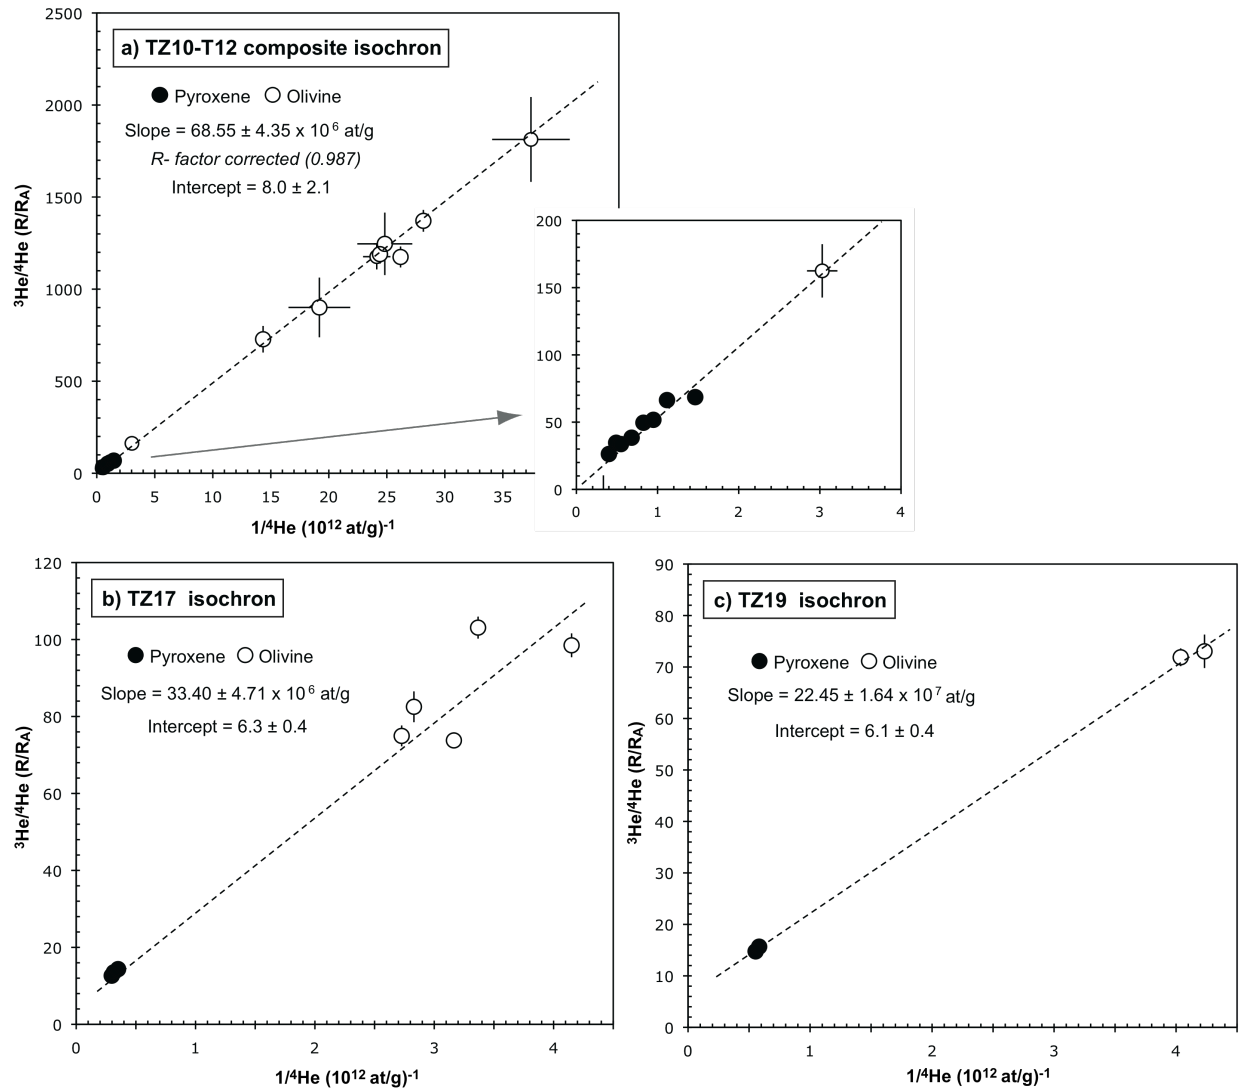 a) TZ10-T12 composite isochron
Pyroxene Olivine
Slope = 68.55 ± 4.35 x 10⁶ at/g
R- factor corrected (0.987)
Intercept = 8.0 ± 2.1
³He/⁴He (R/RA)
2500
2000
1500
1000
500
0
0 5 10 15 20 25 30 35
1/⁴He (10¹² at/g)⁻¹
200
150
100
50
0
0 1 2 3 4
b) TZ17 isochron
Pyroxene Olivine
Slope = 33.40 ± 4.71 x 10⁶ at/g
Intercept = 6.3 ± 0.4
³He/⁴He (R/RA)
120
100
80
60
40
20
0
0 1 2 3 4
1/⁴He (10¹² at/g)⁻¹
c) TZ19 isochron
Pyroxene Olivine
Slope = 22.45 ± 1.64 x 10⁷ at/g
Intercept = 6.1 ± 0.4
³He/⁴He (R/RA)
90
80
70
60
50
40
30
20
10
0
0 1 2 3 4
1/⁴He (10¹² at/g)⁻¹